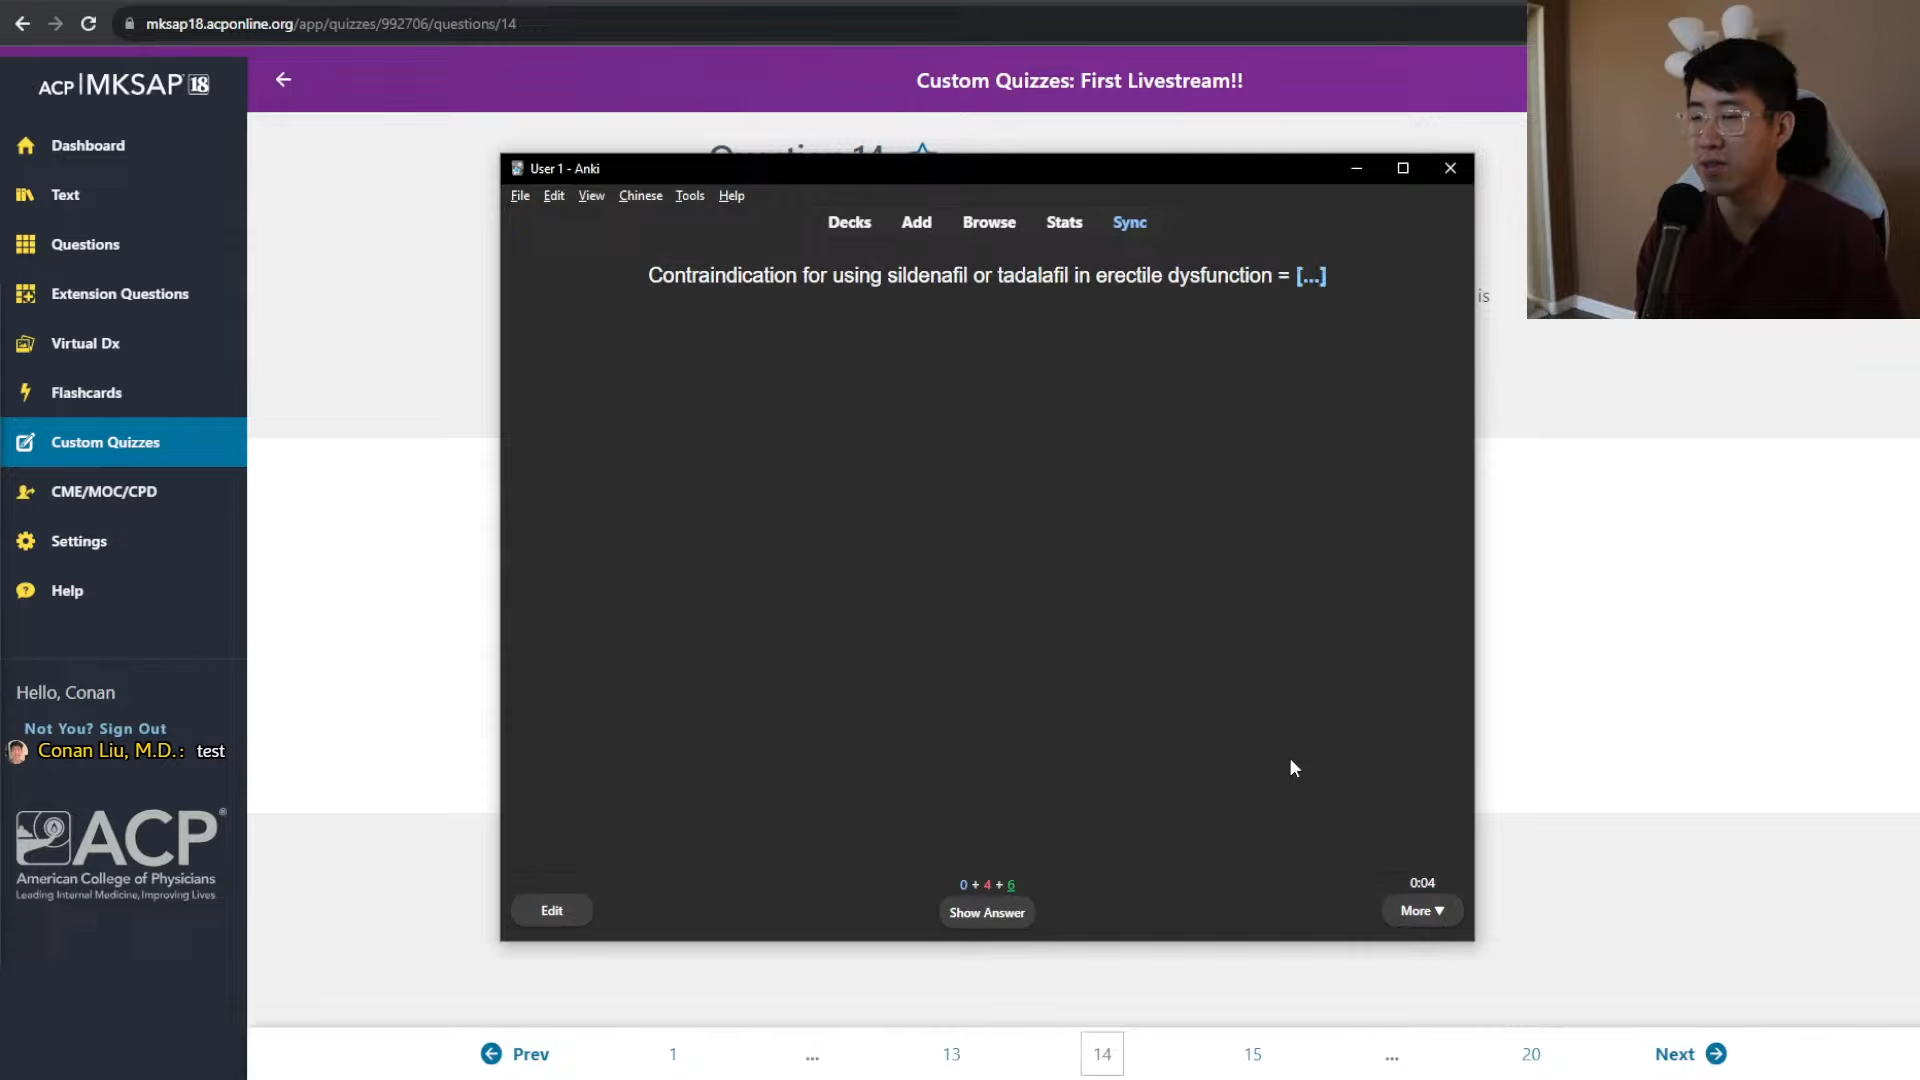 mksap18.acponline.org/app/quizzes/992706/questions/14
ACP MKSAP 18
Custom Quizzes: First Livestream!!
Dashboard
Text
Questions
Extension Questions
Virtual Dx
Flashcards
Custom Quizzes
CME/MOC/CPD
Settings
Help
Hello, Conan
Not You? Sign Out
Conan Liu, M.D.: test
ACP®
American College of Physicians
Leading Internal Medicine, Improving Lives
Question 14
is
User 1 - Anki
File Edit View Chinese Tools Help
Decks Add Browse Stats Sync
Contraindication for using sildenafil or tadalafil in erectile dysfunction = [...]
0 + 4 + 6
0:04
Edit
Show Answer
More ▼
Prev 1 ... 13 14 15 ... 20 Next